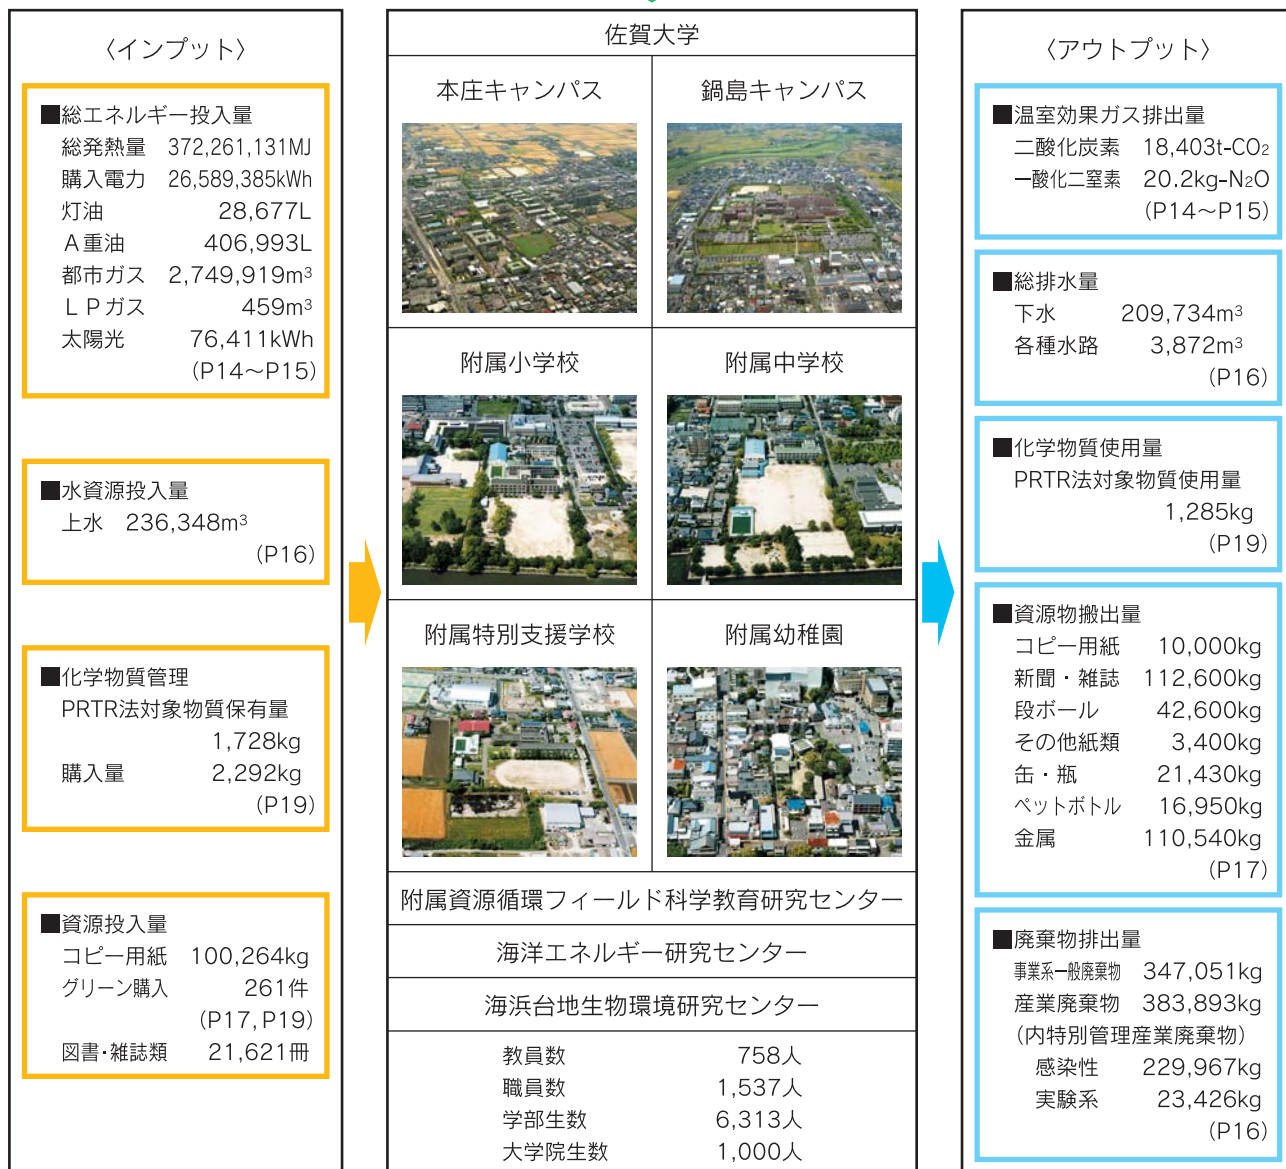 〈インプット〉
■総エネルギー投入量
総発熱量 372,261,131MJ
購入電力 26,589,385kWh
灯油 28,677L
A重油 406,993L
都市ガス 2,749,919m³
LPガス 459m³
太陽光 76,411kWh
(P14～P15)
■水資源投入量
上水 236,348m³
(P16)
■化学物質管理
PRTR法対象物質保有量
1,728kg
購入量 2,292kg
(P19)
■資源投入量
コピー用紙 100,264kg
グリーン購入 261件
(P17,P19)
図書・雑誌類 21,621冊
佐賀大学
本庄キャンパス
鍋島キャンパス
附属小学校
附属中学校
附属特別支援学校
附属幼稚園
附属資源循環フィールド科学教育研究センター
海洋エネルギー研究センター
海浜台地生物環境研究センター
教員数 758人
職員数 1,537人
学部生数 6,313人
大学院生数 1,000人
〈アウトプット〉
■温室効果ガス排出量
二酸化炭素 18,403t-CO₂
一酸化二窒素 20.2kg-N₂O
(P14～P15)
■総排水量
下水 209,734m³
各種水路 3,872m³
(P16)
■化学物質使用量
PRTR法対象物質使用量
1,285kg
(P19)
■資源物搬出量
コピー用紙 10,000kg
新聞・雑誌 112,600kg
段ボール 42,600kg
その他紙類 3,400kg
缶・瓶 21,430kg
ペットボトル 16,950kg
金属 110,540kg
(P17)
■廃棄物排出量
事業系一般廃棄物 347,051kg
産業廃棄物 383,893kg
(内特別管理産業廃棄物)
感染性 229,967kg
実験系 23,426kg
(P16)